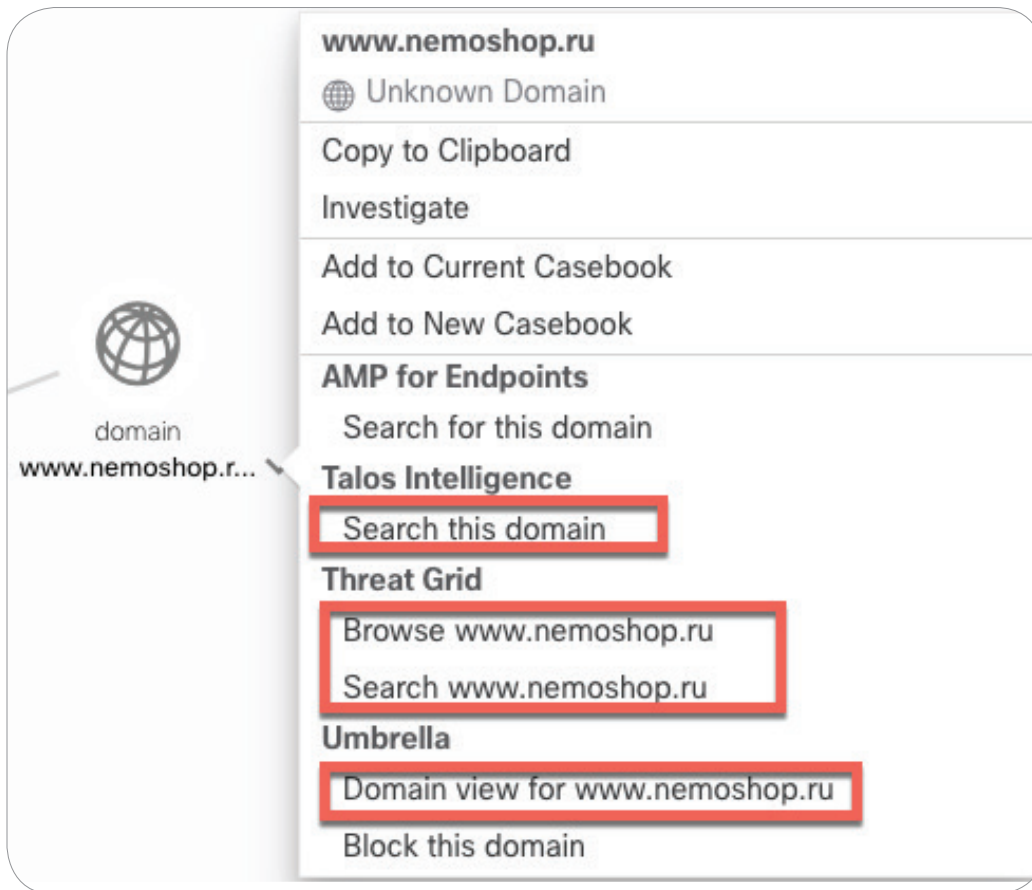 www.nemoshop.ru
Unknown Domain
Copy to Clipboard
Investigate
Add to Current Casebook
Add to New Casebook
AMP for Endpoints
Search for this domain
domain
www.nemoshop.r...
Talos Intelligence
Search this domain
Threat Grid
Browse www.nemoshop.ru
Search www.nemoshop.ru
Umbrella
Domain view for www.nemoshop.ru
Block this domain